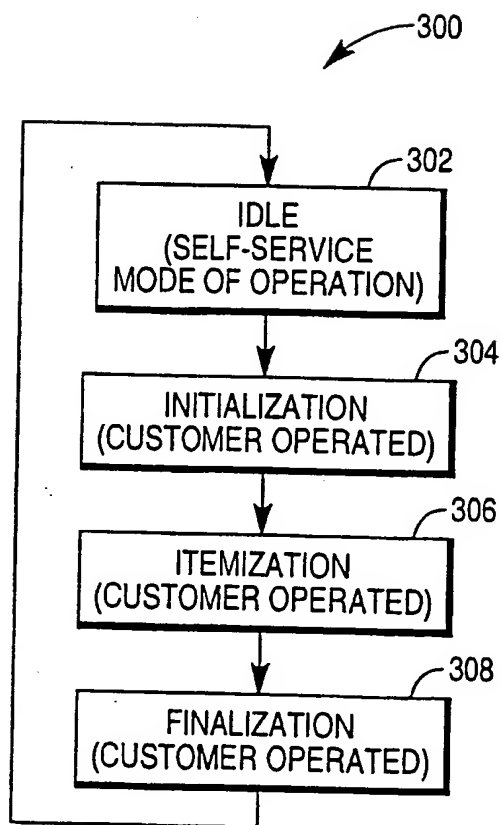 300
302
IDLE
(SELF-SERVICE
MODE OF OPERATION)
304
INITIALIZATION
(CUSTOMER OPERATED)
306
ITEMIZATION
(CUSTOMER OPERATED)
308
FINALIZATION
(CUSTOMER OPERATED)